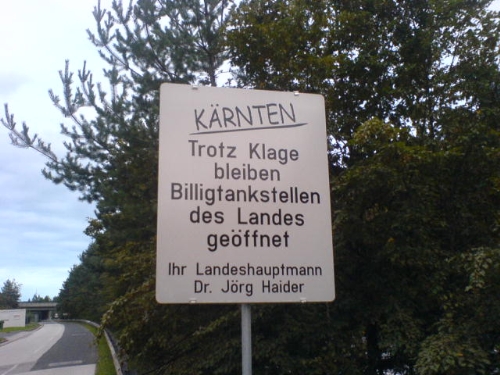 KÄRNTEN
Trotz Klage
bleiben
Billigtankstellen
des Landes
geöffnet
Ihr Landeshauptmann
Dr. Jörg Haider